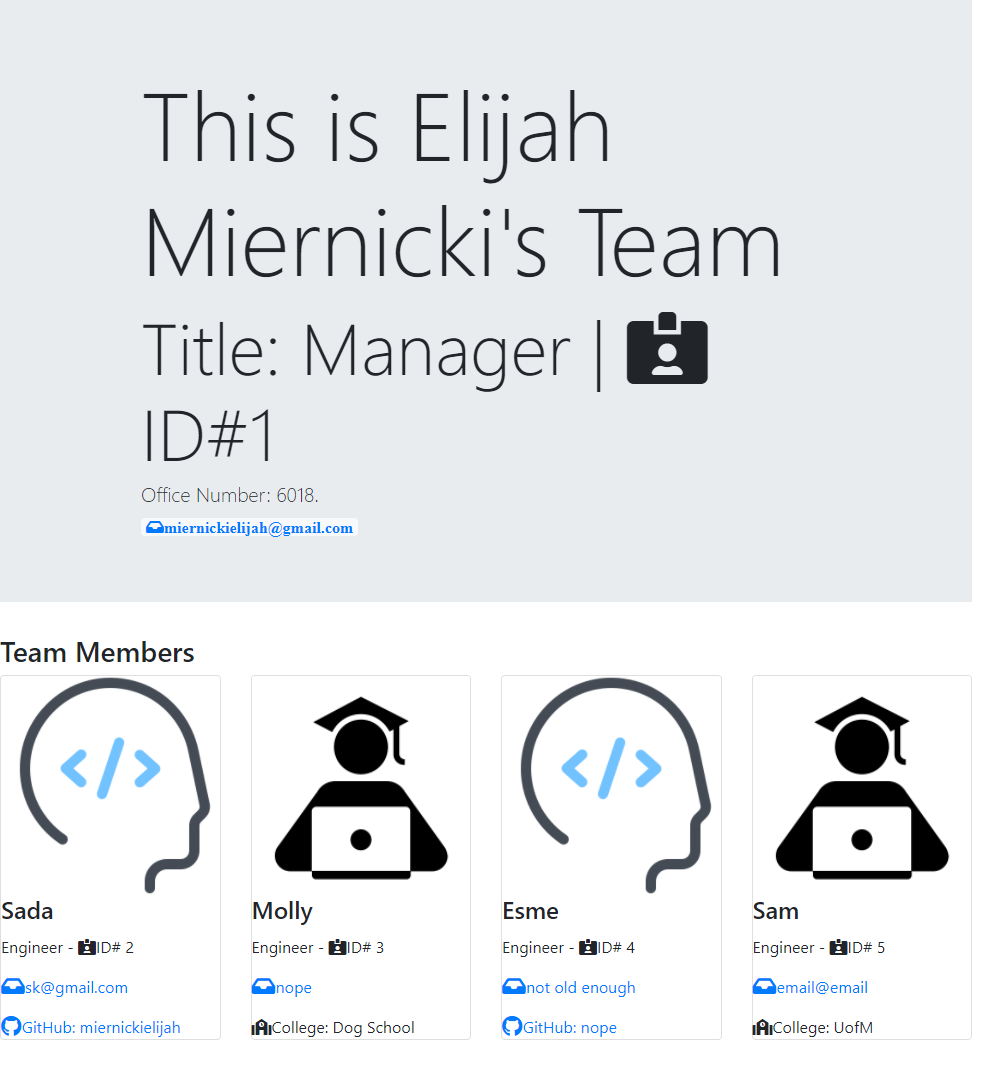 This is Elijah
Miernicki's Team
Title: Manager |
ID#1
Office Number: 6018.
miernickielijah@gmail.com
Team Members
</>
Sada
Engineer - ID# 2
sk@gmail.com
GitHub: miernickielijah
Molly
Engineer - ID# 3
nope
College: Dog School
</>
Esme
Engineer - ID# 4
not old enough
GitHub: nope
Sam
Engineer - ID# 5
email@email
College: UofM